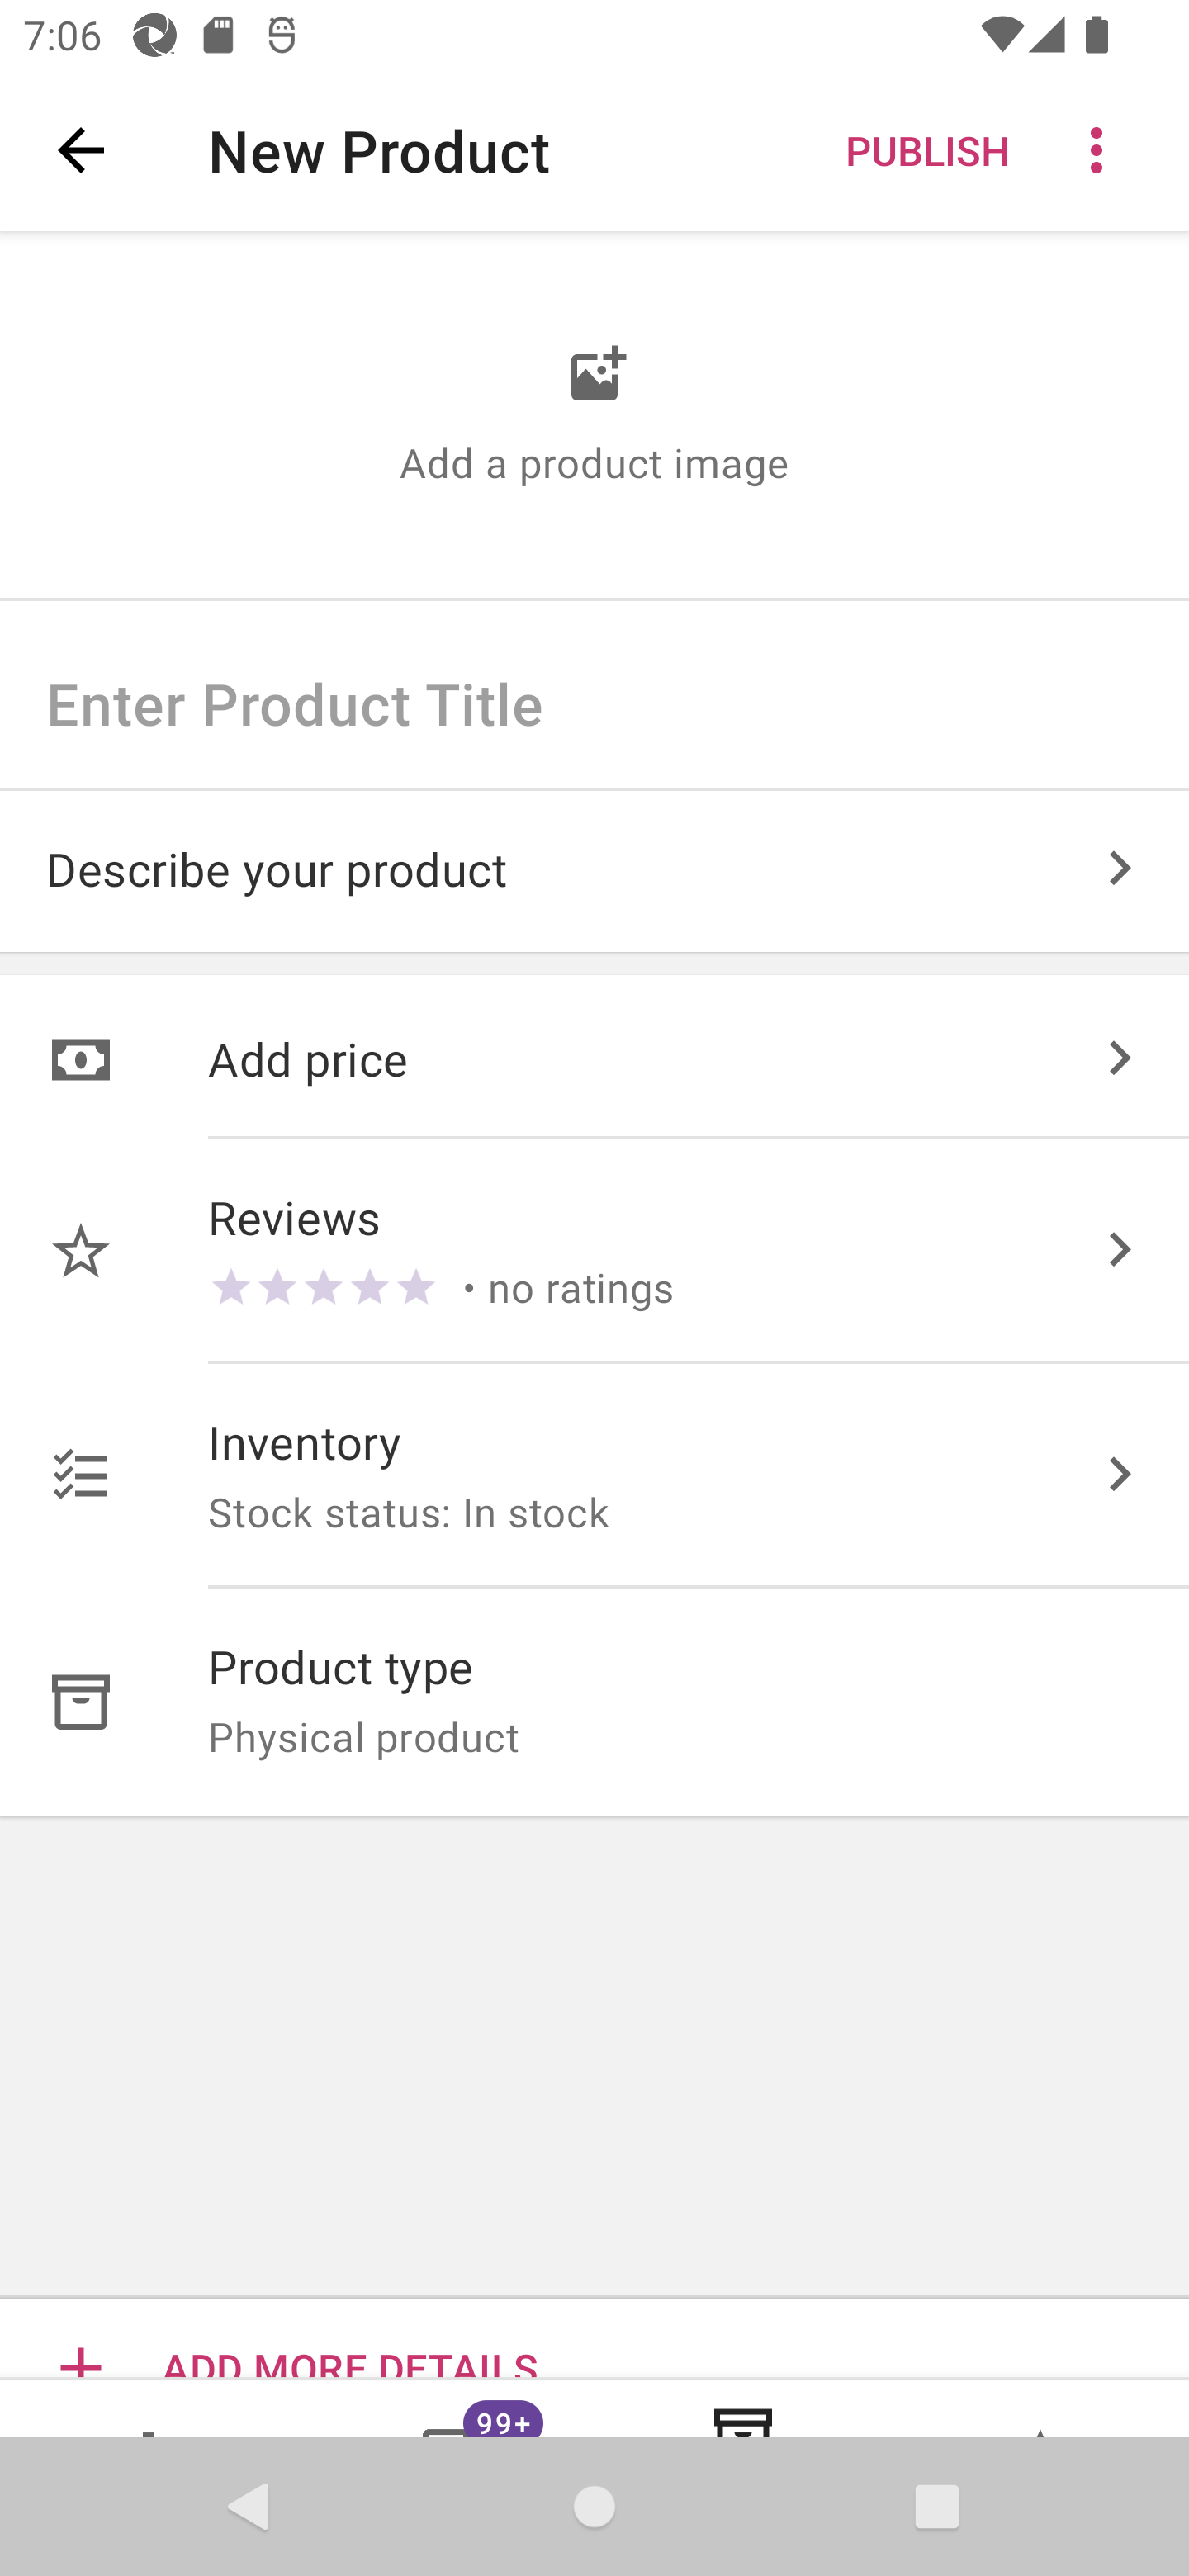 7:06
New Product
PUBLISH
Add a product image
Enter Product Title
Describe your product
Add price
Reviews
• no ratings
Inventory
Stock status: In stock
Product type
Physical product
ADD MORE DETAILS
99+